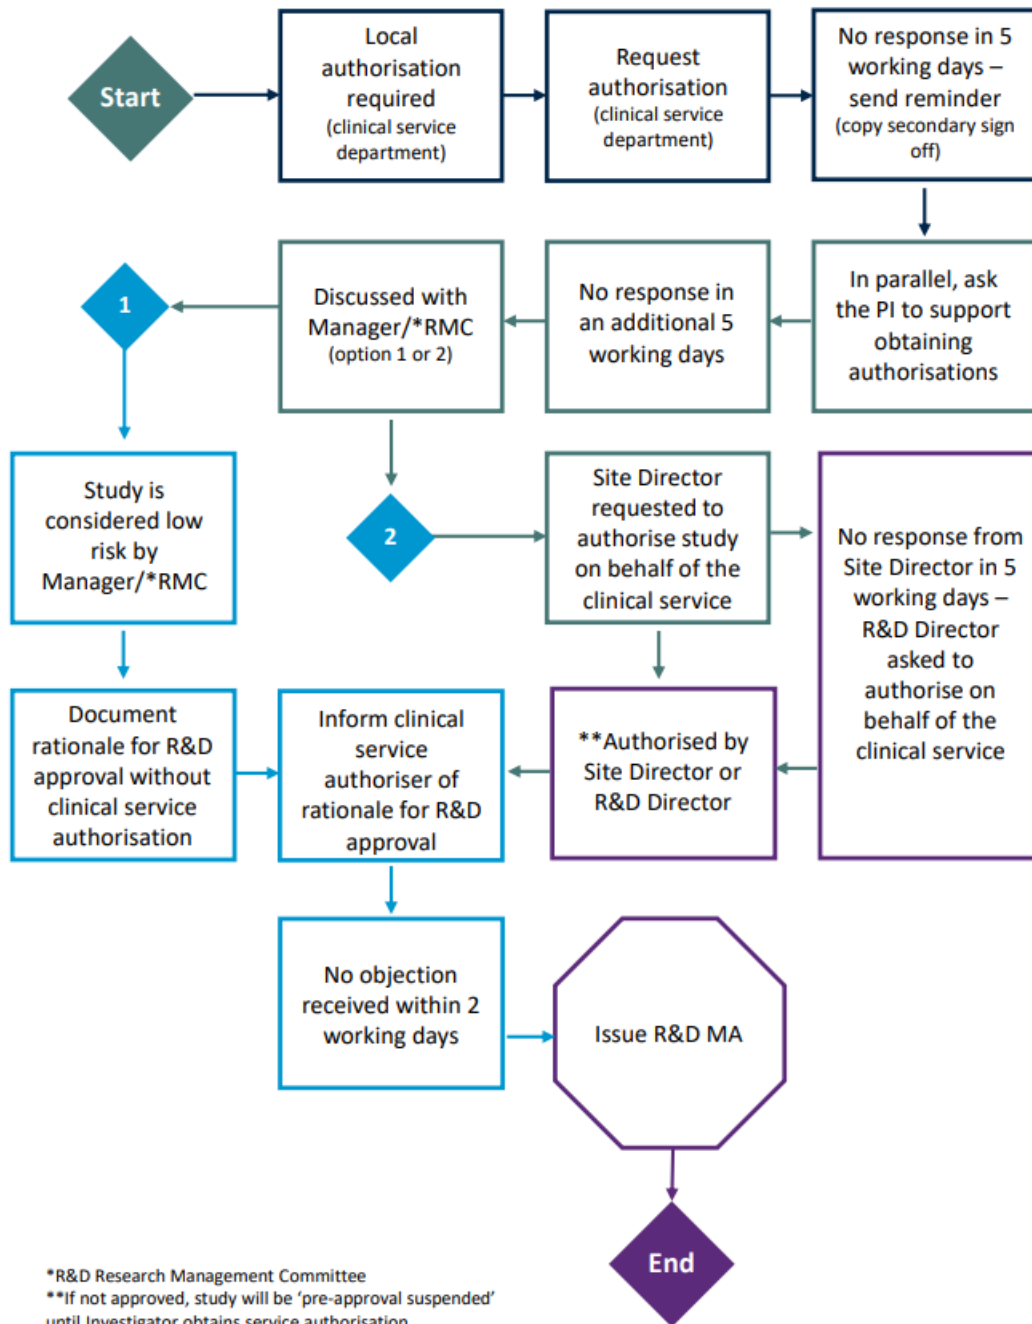 Start
Local
authorisation
required
(clinical service
department)
Request
authorisation
(clinical service
department)
No response in 5
working days –
send reminder
(copy secondary sign
off)
1
Discussed with
Manager/*RMC
(option 1 or 2)
No response in
an additional 5
working days
In parallel, ask
the PI to support
obtaining
authorisations
Study is
considered low
risk by
Manager/*RMC
2
Site Director
requested to
authorise study
on behalf of the
clinical service
No response from
Site Director in 5
working days –
R&D Director
asked to
authorise on
behalf of the
clinical service
Document
rationale for R&D
approval without
clinical service
authorisation
Inform clinical
service
authoriser of
rationale for R&D
approval
**Authorised by
Site Director or
R&D Director
No objection
received within 2
working days
Issue R&D MA
End
*R&D Research Management Committee
**If not approved, study will be ‘pre-approval suspended’
until Investigator obtains service authorisation